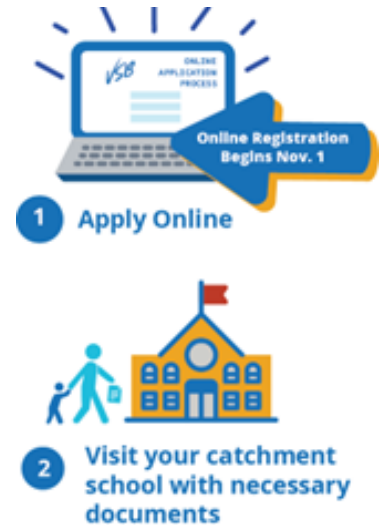 VSB
ONLINE
APPLICATION
PROCESS
Online Registration
Begins Nov. 1
1
Apply Online
2
Visit your catchment
school with necessary
documents